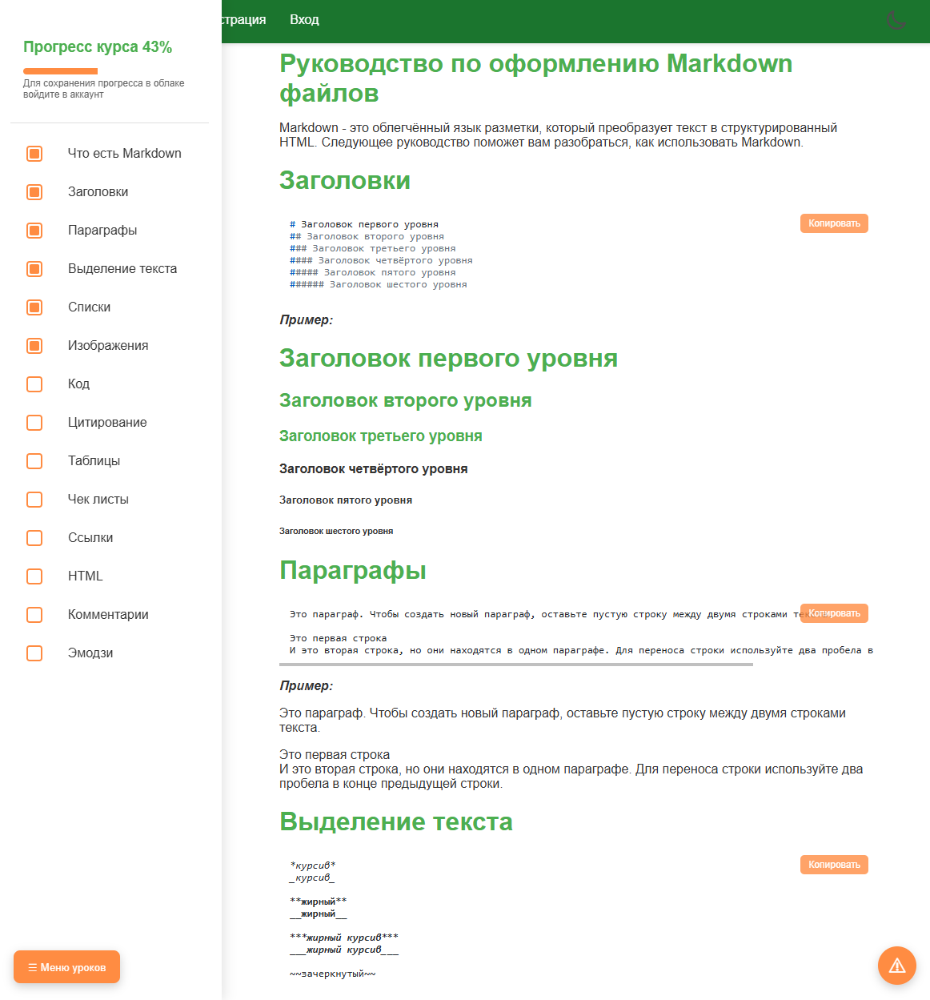 Вход
Прогресс курса 43%
Для сохранения прогресса в облаке
войдите в аккаунт
Что есть Markdown
Заголовки
Параграфы
Выделение текста
Списки
Изображения
Код
Цитирование
Таблицы
Чек листы
Ссылки
HTML
Комментарии
Эмодзи
☰ Меню уроков
Руководство по оформлению Markdown
файлов
Markdown - это облегчённый язык разметки, который преобразует текст в структурированный
HTML. Следующее руководство поможет вам разобраться, как использовать Markdown.
Заголовки
Копировать
# Заголовок первого уровня
## Заголовок второго уровня
### Заголовок третьего уровня
#### Заголовок четвёртого уровня
##### Заголовок пятого уровня
###### Заголовок шестого уровня
Пример:
Заголовок первого уровня
Заголовок второго уровня
Заголовок третьего уровня
Заголовок четвёртого уровня
Заголовок пятого уровня
Заголовок шестого уровня
Параграфы
Копировать
Это параграф. Чтобы создать новый параграф, оставьте пустую строку между двумя строками
Это первая строка
И это вторая строка, но они находятся в одном параграфе. Для переноса строки используйте два пробела в
Пример:
Это параграф. Чтобы создать новый параграф, оставьте пустую строку между двумя строками
текста.
Это первая строка
И это вторая строка, но они находятся в одном параграфе. Для переноса строки используйте два
пробела в конце предыдущей строки.
Выделение текста
Копировать
*курсив*
_курсив_
**жирный**
__жирный__
***жирный курсив***
___жирный курсив___
~~зачеркнутый~~